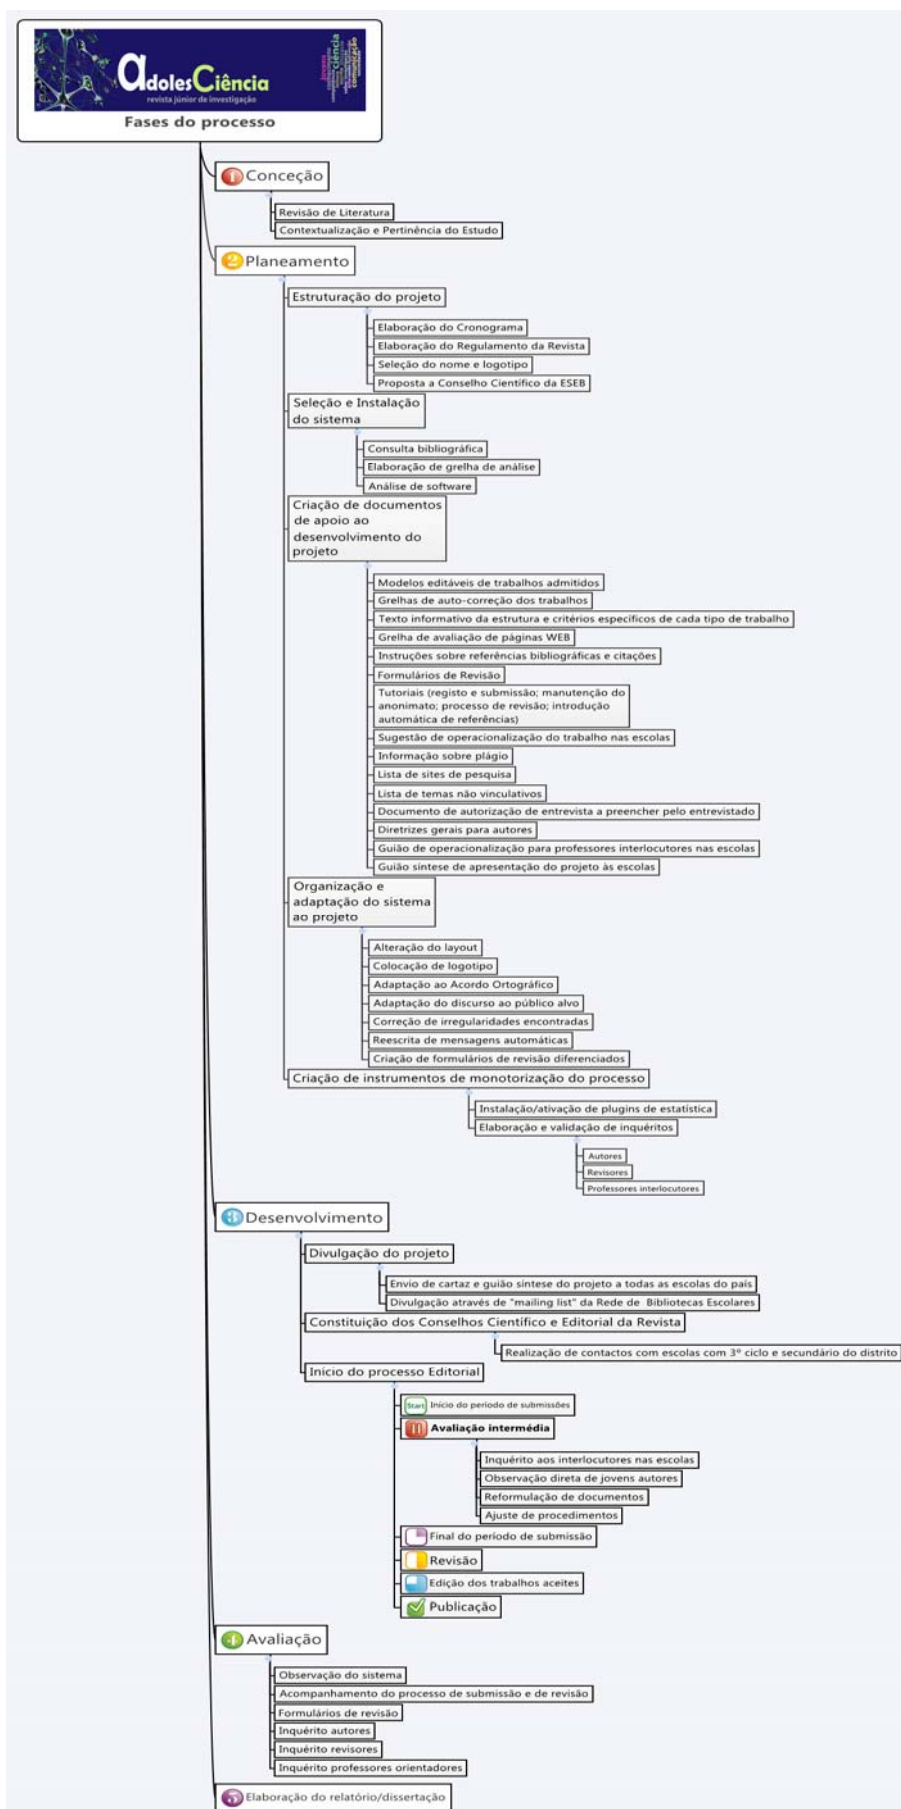 adolesCiência
revista júnior de investigação
ciência
comunicação
Fases do processo
1 Conceção
Revisão de Literatura
Contextualização e Pertinência do Estudo
2 Planeamento
Estruturação do projeto
Elaboração do Cronograma
Elaboração do Regulamento da Revista
Seleção do nome e logotipo
Proposta a Conselho Científico da ESEB
Seleção e Instalação
do sistema
Consulta bibliográfica
Elaboração de grelha de análise
Análise de software
Criação de documentos
de apoio ao
desenvolvimento do
projeto
Modelos editáveis de trabalhos admitidos
Grelhas de auto-correção dos trabalhos
Texto informativo da estrutura e critérios específicos de cada tipo de trabalho
Grelha de avaliação de páginas WEB
Instruções sobre referências bibliográficas e citações
Formulários de Revisão
Tutoriais (registo e submissão; manutenção do
anonimato; processo de revisão; introdução
automática de referências)
Sugestão de operacionalização do trabalho nas escolas
Informação sobre plágio
Lista de sites de pesquisa
Lista de temas não vinculativos
Documento de autorização de entrevista a preencher pelo entrevistado
Diretrizes gerais para autores
Guião de operacionalização para professores interlocutores nas escolas
Guião síntese de apresentação do projeto às escolas
Organização e
adaptação do sistema
ao projeto
Alteração do layout
Colocação de logotipo
Adaptação ao Acordo Ortográfico
Adaptação do discurso ao público alvo
Correção de irregularidades encontradas
Reescrita de mensagens automáticas
Criação de formulários de revisão diferenciados
Criação de instrumentos de monotorização do processo
Instalação/ativação de plugins de estatística
Elaboração e validação de inquéritos
Autores
Revisores
Professores interlocutores
3 Desenvolvimento
Divulgação do projeto
Envio de cartaz e guião síntese do projeto a todas as escolas do país
Divulgação através de "mailing list" da Rede de Bibliotecas Escolares
Constituição dos Conselhos Científico e Editorial da Revista
Realização de contactos com escolas com 3º ciclo e secundário do distrito
Início do processo Editorial
Start Início do período de submissões
Avaliação intermédia
Inquérito aos interlocutores nas escolas
Observação direta de jovens autores
Reformulação de documentos
Ajuste de procedimentos
Final do período de submissão
Revisão
Edição dos trabalhos aceites
Publicação
4 Avaliação
Observação do sistema
Acompanhamento do processo de submissão e de revisão
Formulários de revisão
Inquérito autores
Inquérito revisores
Inquérito professores orientadores
5 Elaboração do relatório/dissertação